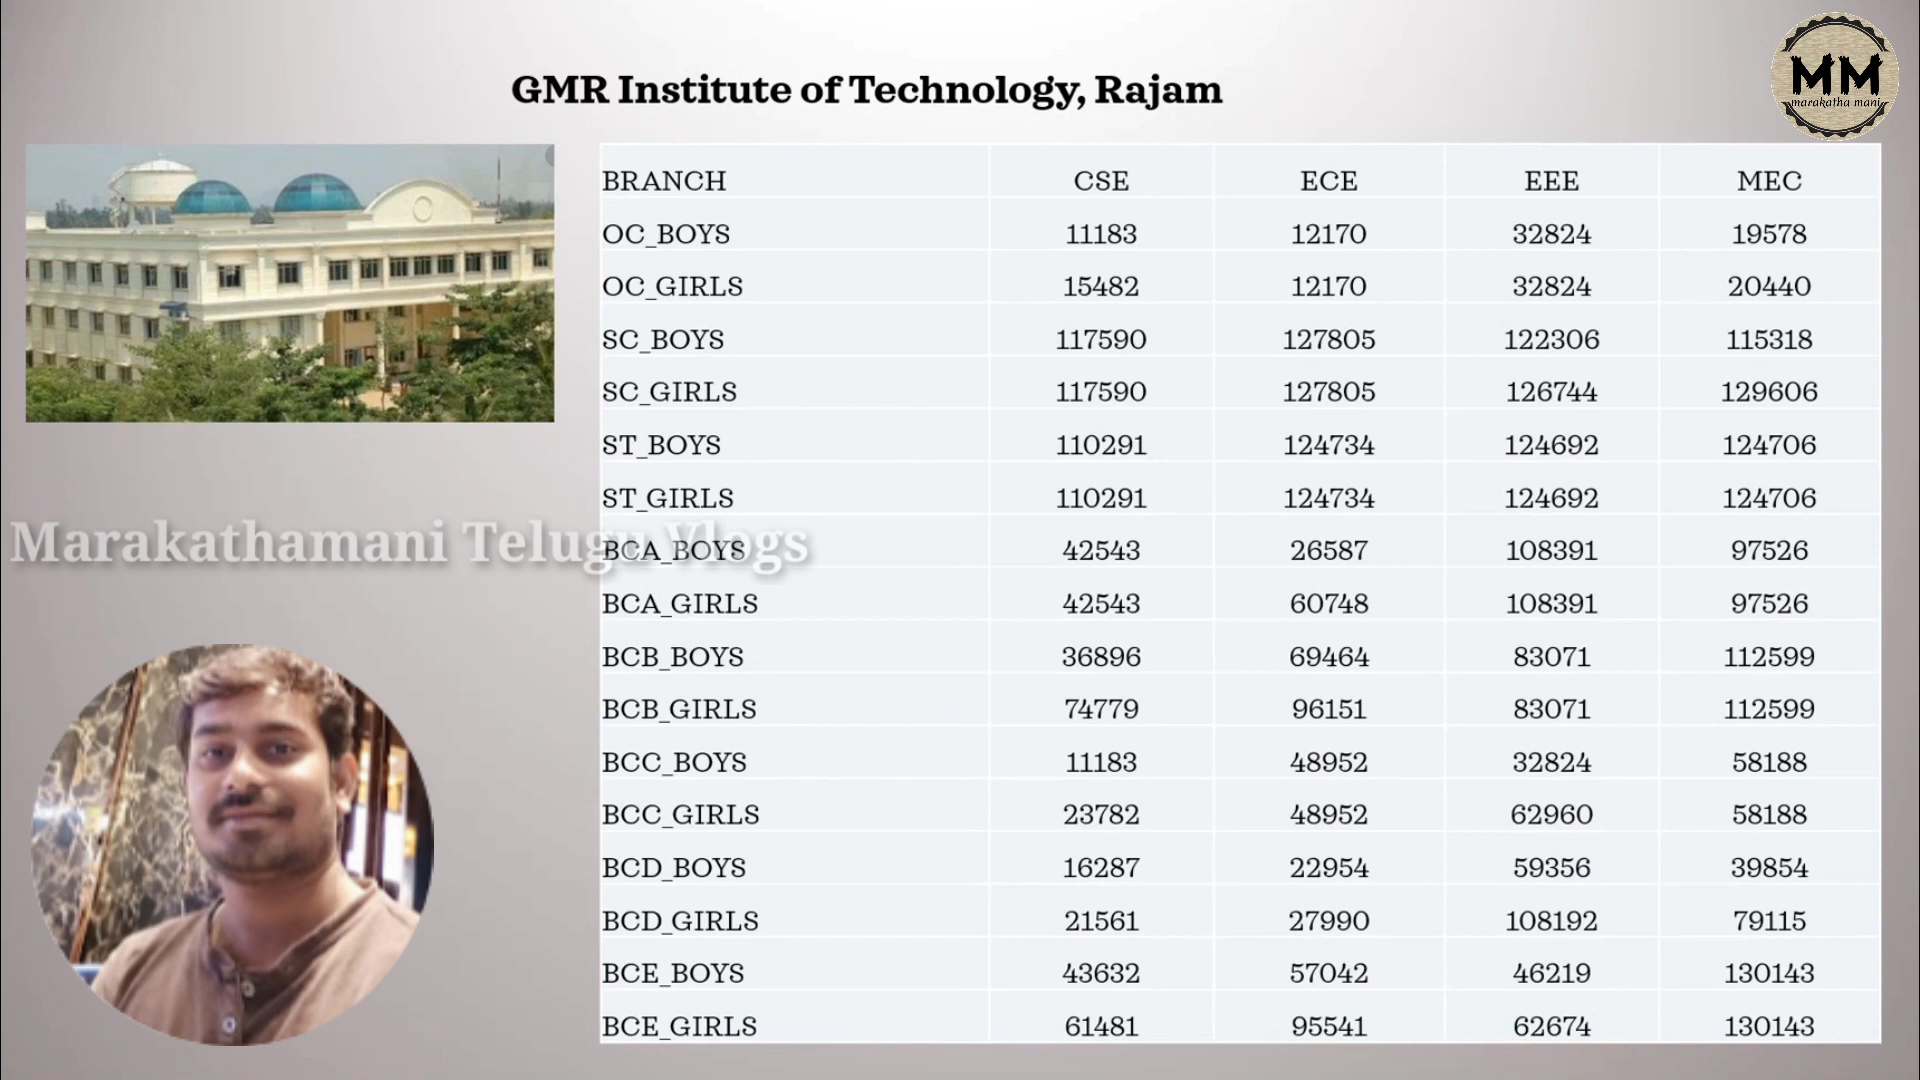 GMR Institute of Technology, Rajam
MM
marakatha mani
BRANCH CSE ECE EEE MEC
OC_BOYS 11183 12170 32824 19578
OC_GIRLS 15482 12170 32824 20440
SC_BOYS 117590 127805 122306 115318
SC_GIRLS 117590 127805 126744 129606
ST_BOYS 110291 124734 124692 124706
ST_GIRLS 110291 124734 124692 124706
Marakathamani Telugu Vlogs
BCA_BOYS 42543 26587 108391 97526
BCA_GIRLS 42543 60748 108391 97526
BCB_BOYS 36896 69464 83071 112599
BCB_GIRLS 74779 96151 83071 112599
BCC_BOYS 11183 48952 32824 58188
BCC_GIRLS 23782 48952 62960 58188
BCD_BOYS 16287 22954 59356 39854
BCD_GIRLS 21561 27990 108192 79115
BCE_BOYS 43632 57042 46219 130143
BCE_GIRLS 61481 95541 62674 130143